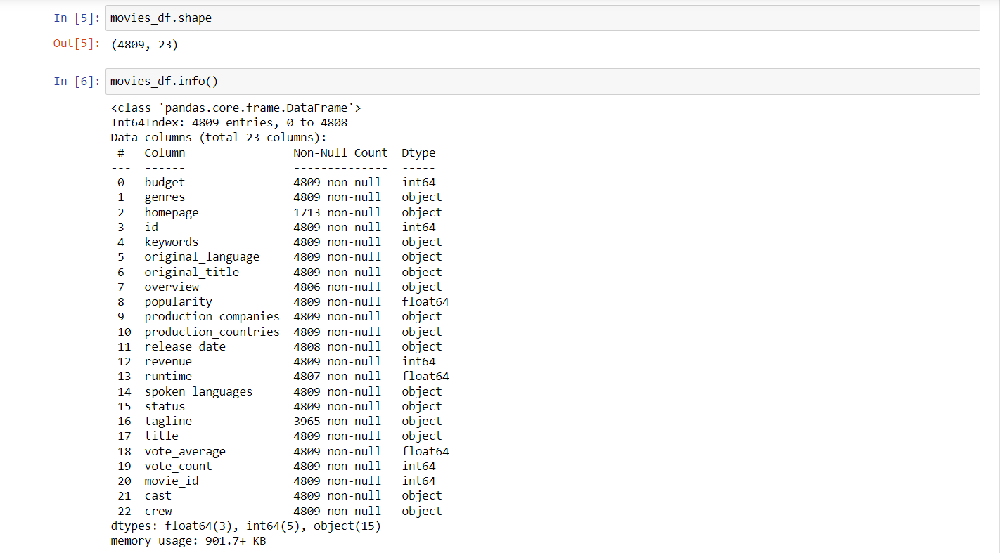 In [5]: movies_df.shape
Out[5]: (4809, 23)
In [6]: movies_df.info()
<class 'pandas.core.frame.DataFrame'>
Int64Index: 4809 entries, 0 to 4808
Data columns (total 23 columns):
 #   Column                Non-Null Count  Dtype
---  ------                --------------  -----
 0   budget                4809 non-null   int64
 1   genres                4809 non-null   object
 2   homepage              1713 non-null   object
 3   id                    4809 non-null   int64
 4   keywords              4809 non-null   object
 5   original_language     4809 non-null   object
 6   original_title        4809 non-null   object
 7   overview              4806 non-null   object
 8   popularity            4809 non-null   float64
 9   production_companies  4809 non-null   object
 10  production_countries  4809 non-null   object
 11  release_date          4808 non-null   object
 12  revenue               4809 non-null   int64
 13  runtime               4807 non-null   float64
 14  spoken_languages      4809 non-null   object
 15  status                4809 non-null   object
 16  tagline               3965 non-null   object
 17  title                 4809 non-null   object
 18  vote_average          4809 non-null   float64
 19  vote_count            4809 non-null   int64
 20  movie_id              4809 non-null   int64
 21  cast                  4809 non-null   object
 22  crew                  4809 non-null   object
dtypes: float64(3), int64(5), object(15)
memory usage: 901.7+ KB